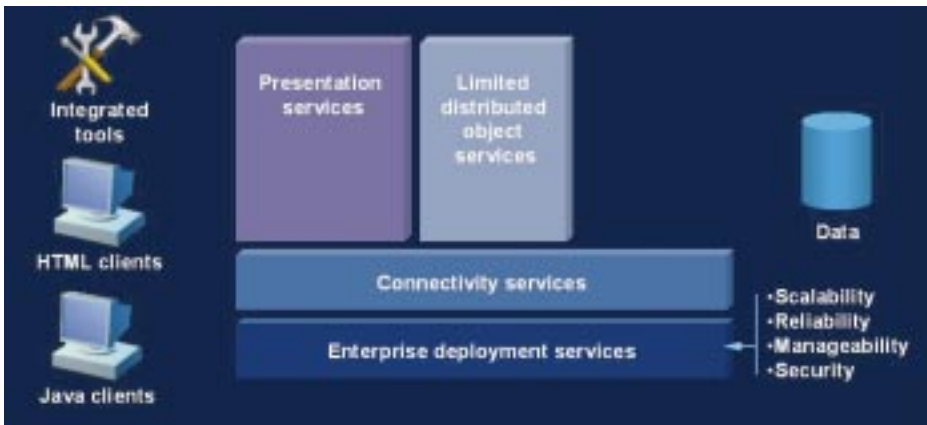 Integrated
tools
HTML clients
Java clients
Presentation
services
Limited
distributed
object
services
Connectivity services
Enterprise deployment services
Data
•Scalability
•Reliability
•Manageability
•Security